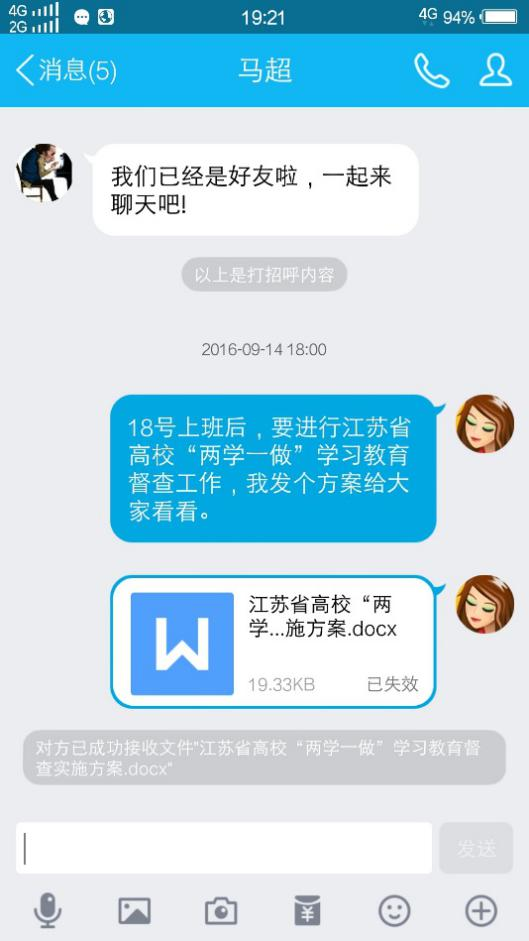 4G 2G 19:21 4G 94%
消息(5) 马超
我们已经是好友啦，一起来
聊天吧!
以上是打招呼内容
2016-09-14 18:00
18号上班后，要进行江苏省
高校“两学一做”学习教育
督查工作，我发个方案给大
家看看。
江苏省高校“两
学...施方案.docx
19.33KB 已失效
对方已成功接收文件"江苏省高校“两学一做”学习教育督
查实施方案.docx"
发送